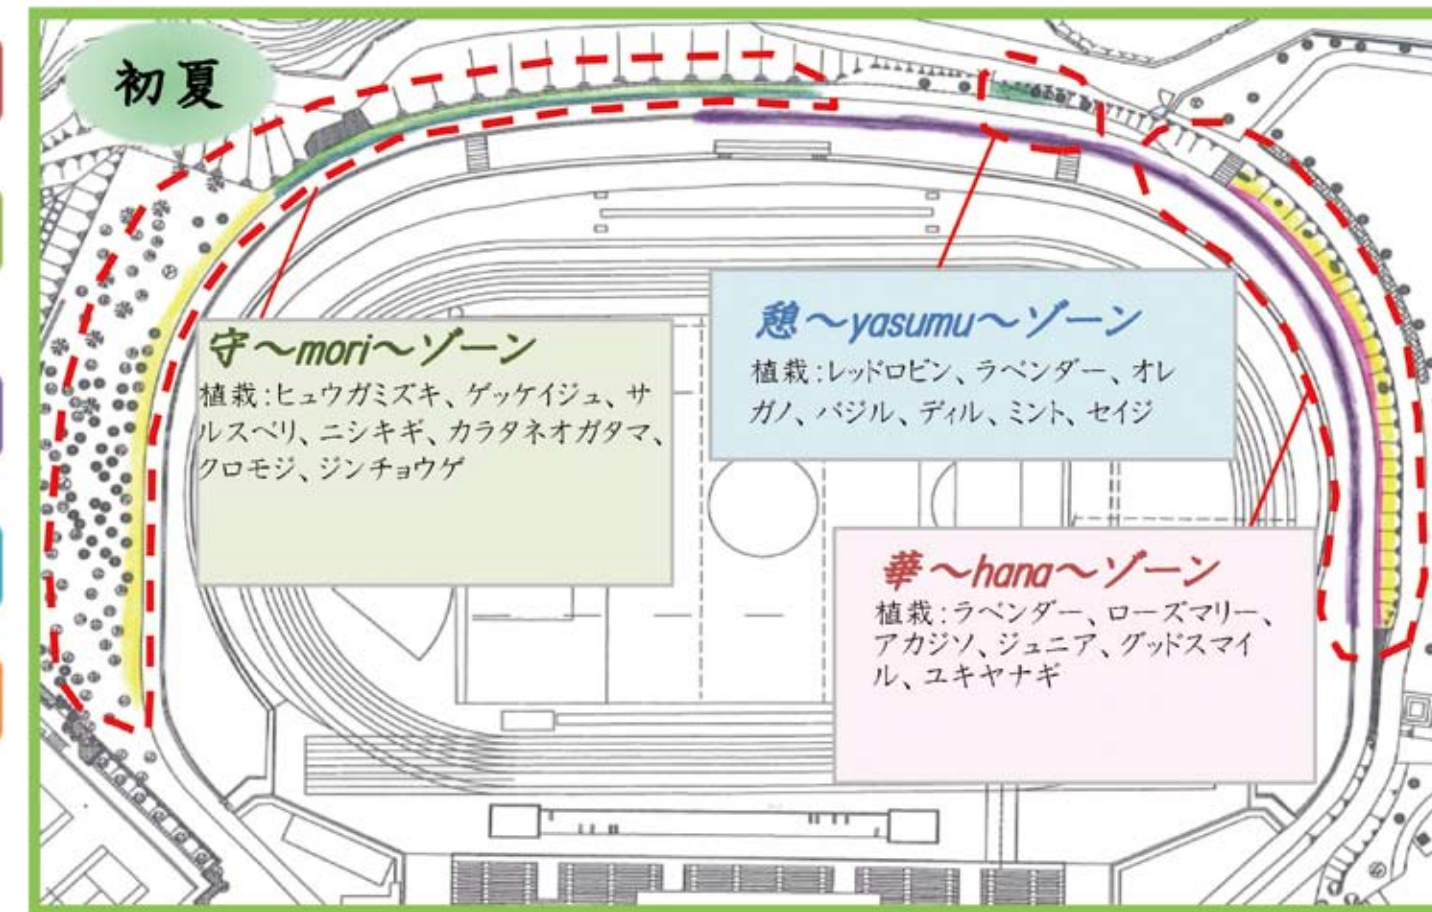 初夏
守～mori～ゾーン
植栽:ヒュウガミズキ、ゲッケイジュ、サ
ルスベリ、ニシキギ、カラタネオガタマ、
クロモジ、ジンチョウゲ
憩～yasumu～ゾーン
植栽:レッドロビン、ラベンダー、オレ
ガノ、バジル、ディル、ミント、セイジ
華～hana～ゾーン
植栽:ラベンダー、ローズマリー、
アカジソ、ジュニア、グッドスマイ
ル、ユキヤナギ